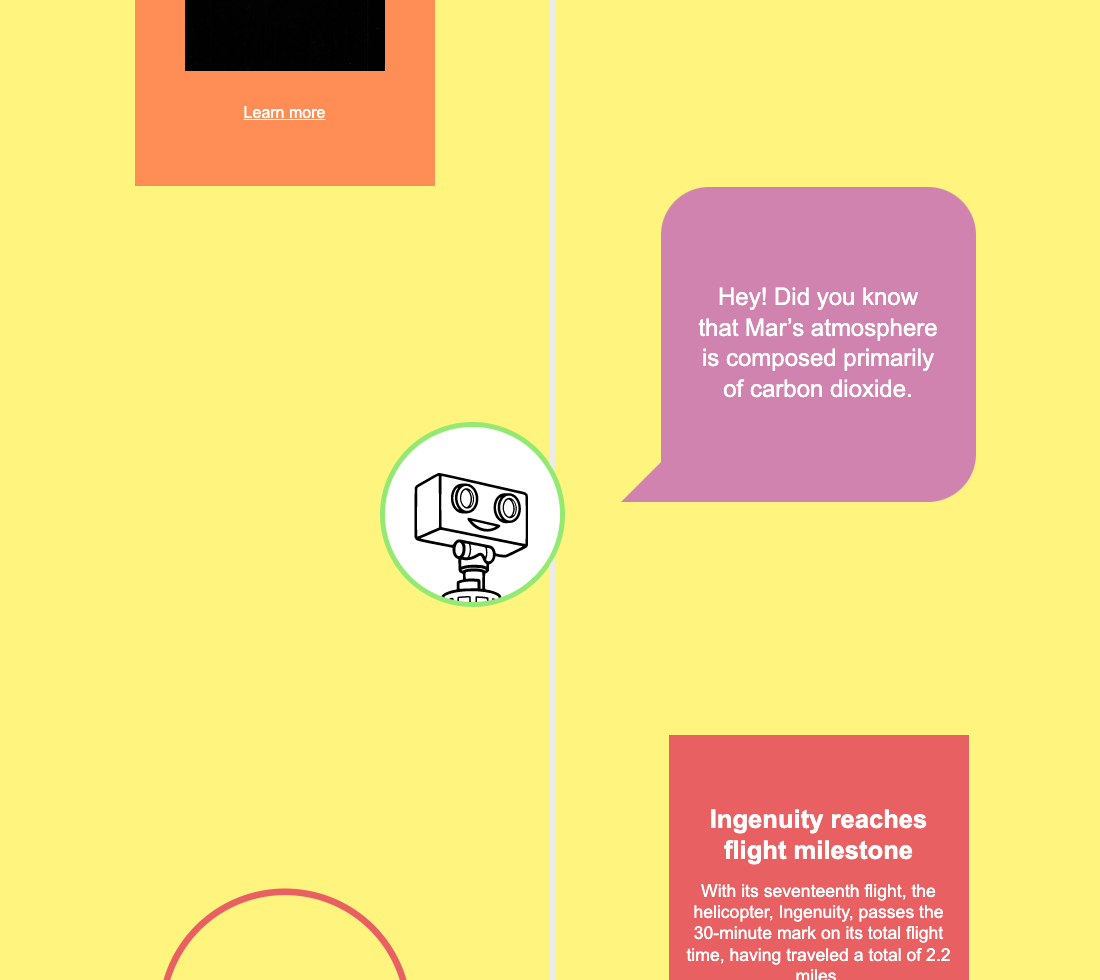 Learn more
Hey! Did you know
that Mar’s atmosphere
is composed primarily
of carbon dioxide.
Ingenuity reaches
flight milestone
With its seventeenth flight, the
helicopter, Ingenuity, passes the
30-minute mark on its total flight
time, having traveled a total of 2.2
miles